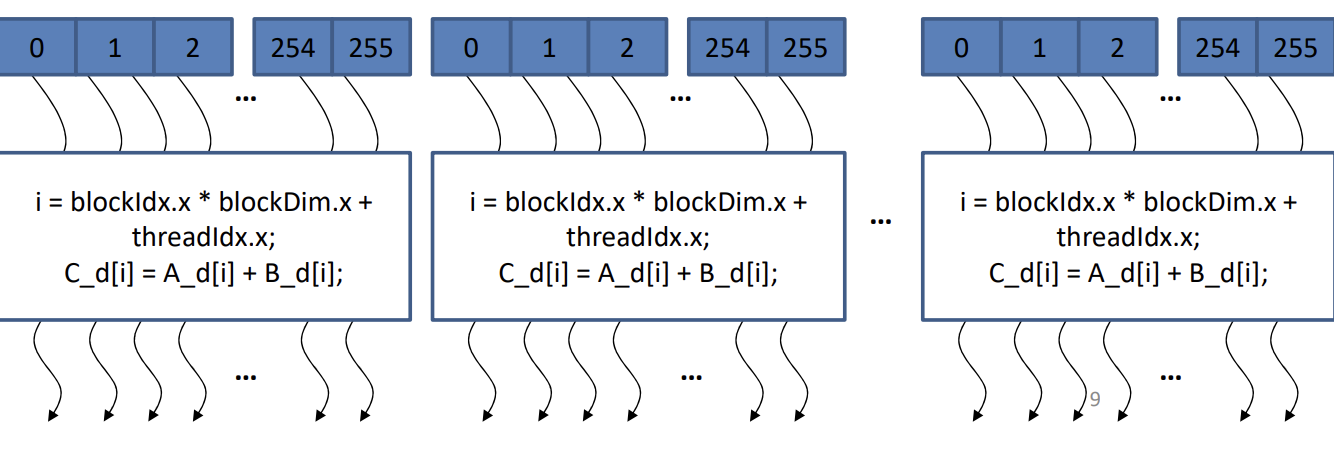 0 1 2 254 255 0 1 2 254 255 0 1 2 254 255
... ... ...
i = blockIdx.x * blockDim.x +
threadIdx.x;
C_d[i] = A_d[i] + B_d[i];
i = blockIdx.x * blockDim.x +
threadIdx.x;
C_d[i] = A_d[i] + B_d[i];
...
i = blockIdx.x * blockDim.x +
threadIdx.x;
C_d[i] = A_d[i] + B_d[i];
... ... ...
9